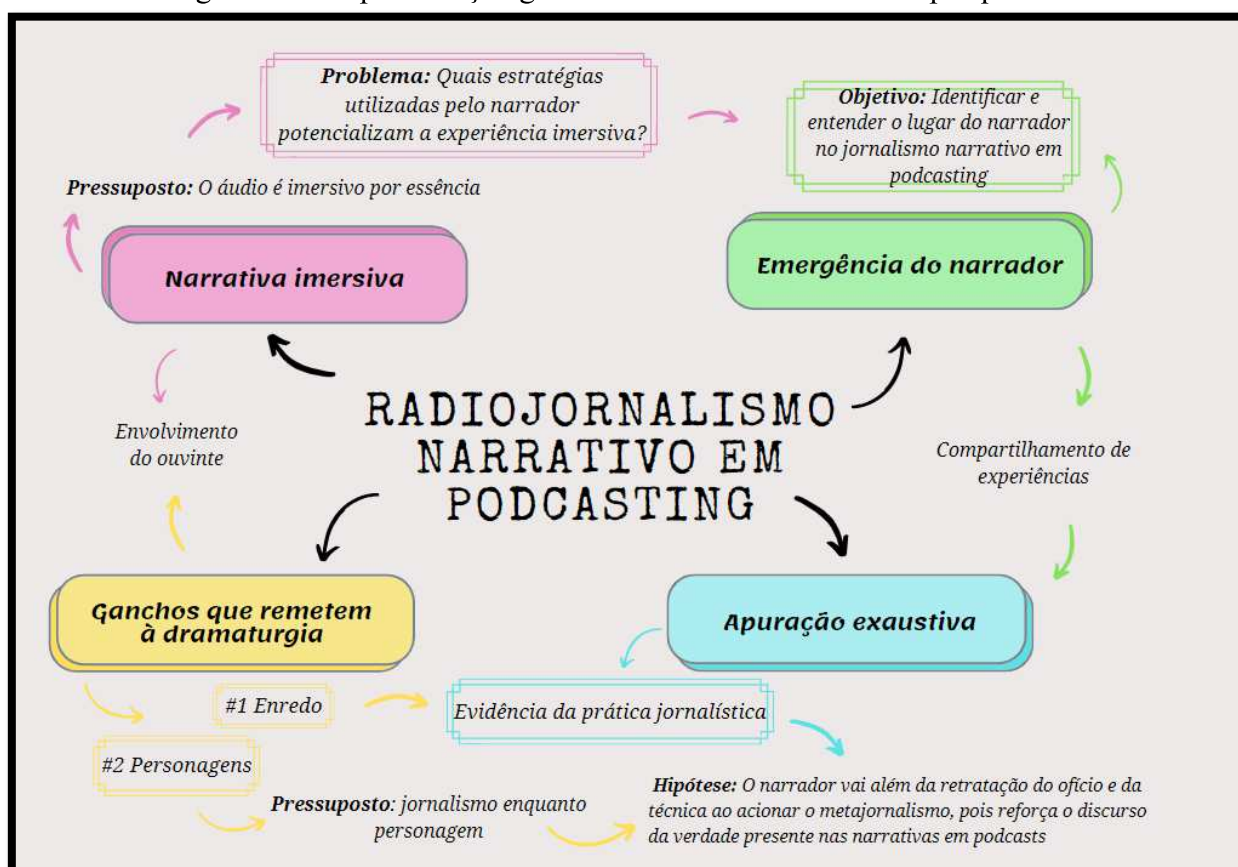 Problema: Quais estratégias
utilizadas pelo narrador
potencializam a experiência imersiva?
Objetivo: Identificar e
entender o lugar do narrador
no jornalismo narrativo em
podcasting
Pressuposto: O áudio é imersivo por essência
Narrativa imersiva
Emergência do narrador
RADIOJORNALISMO
NARRATIVO EM
PODCASTING
Envolvimento
do ouvinte
Compartilhamento de
experiências
Ganchos que remetem
à dramaturgia
Apuração exaustiva
#1 Enredo
Evidência da prática jornalística
#2 Personagens
Pressuposto: jornalismo enquanto
personagem
Hipótese: O narrador vai além da retratação do ofício e da
técnica ao acionar o metajornalismo, pois reforça o discurso
da verdade presente nas narrativas em podcasts